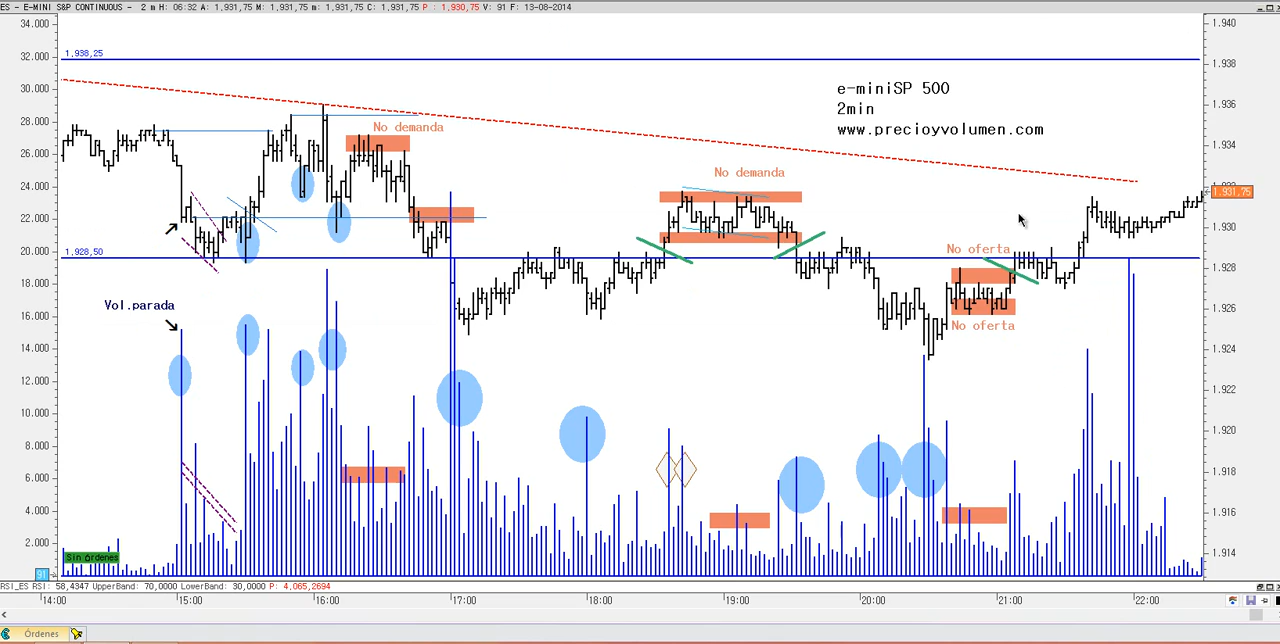 ES - E-MINI S&P CONTINUOUS - 2 m H: 06:32 A: 1.931,75 M: 1.931,75 m: 1.931,75 C: 1.931,75 P : 1.930,75 V: 91 F: 13-08-2014
34.000
32.000
30.000
28.000
26.000
24.000
22.000
20.000
18.000
16.000
14.000
12.000
10.000
8.000
6.000
4.000
2.000
91
1.938,25
e-miniSP 500
2min
www.precioyvolumen.com
No demanda
No demanda
1.928,50
No oferta
No oferta
Vol.parada
Sin órdenes
1.940
1.938
1.936
1.934
1.931,75
1.930
1.928
1.926
1.924
1.922
1.920
1.918
1.916
1.914
RSI_ES RSI: 58,4347 UpperBand: 70,0000 LowerBand: 30,0000 P: 4.065,2694
14:00 15:00 16:00 17:00 18:00 19:00 20:00 21:00 22:00
Órdenes